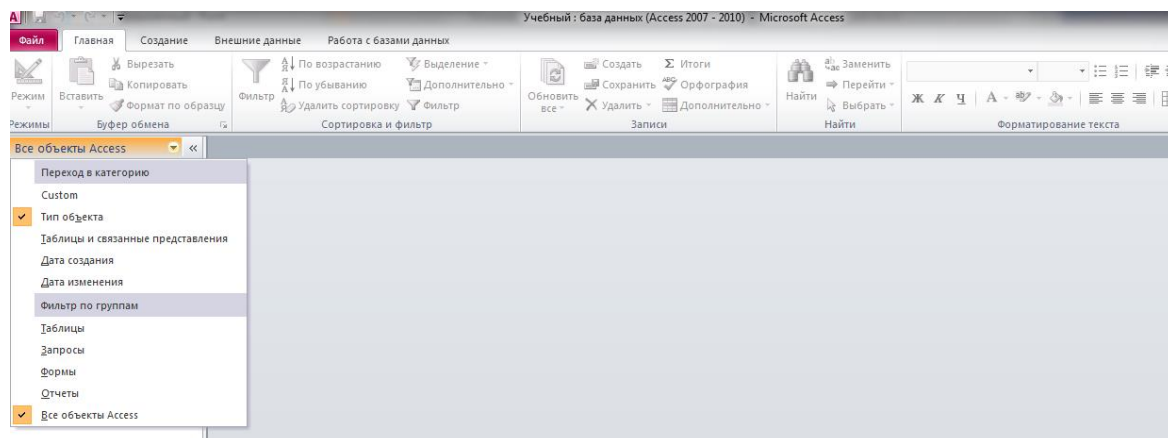 Учебный : база данных (Access 2007 - 2010) - Microsoft Access
Файл Главная Создание Внешние данные Работа с базами данных
Режим
Режимы
Вставить
Вырезать
Копировать
Формат по образцу
Буфер обмена
Фильтр
По возрастанию
По убыванию
Удалить сортировку
Выделение
Дополнительно
Фильтр
Сортировка и фильтр
Обновить
все
Создать
Сохранить
Удалить
Итоги
Орфография
Дополнительно
Записи
Найти
Заменить
Перейти
Выбрать
Найти
Ж К Ч А
Форматирование текста
Все объекты Access
Переход в категорию
Custom
Тип объекта
Таблицы и связанные представления
Дата создания
Дата изменения
Фильтр по группам
Таблицы
Запросы
Формы
Отчеты
Все объекты Access